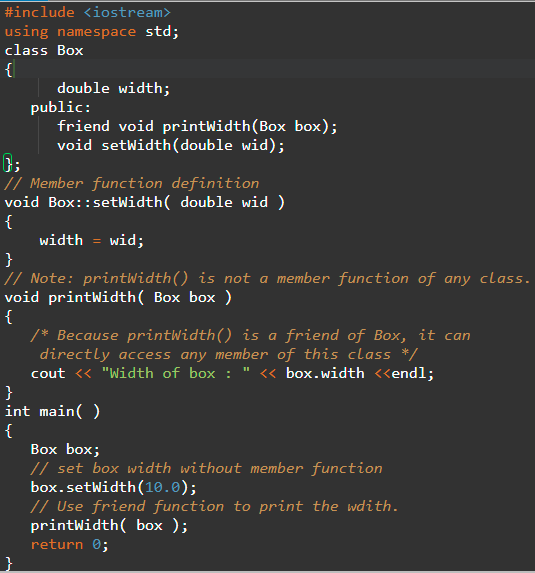 #include <iostream>
using namespace std;
class Box
{
      double width;
   public:
      friend void printWidth(Box box);
      void setWidth(double wid);
};
// Member function definition
void Box::setWidth( double wid )
{
    width = wid;
}
// Note: printWidth() is not a member function of any class.
void printWidth( Box box )
{
   /* Because printWidth() is a friend of Box, it can
    directly access any member of this class */
   cout << "Width of box : " << box.width <<endl;
}
int main( )
{
   Box box;
   // set box width without member function
   box.setWidth(10.0);
   // Use friend function to print the wdith.
   printWidth( box );
   return 0;
}